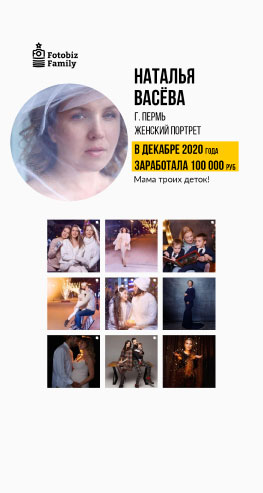 Fotobiz
Family
НАТАЛЬЯ
ВАСЁВА
Г. ПЕРМЬ
ЖЕНСКИЙ ПОРТРЕТ
В ДЕКАБРЕ 2020 ГОДА
ЗАРАБОТАЛА 100 000 РУБ
Мама троих деток!